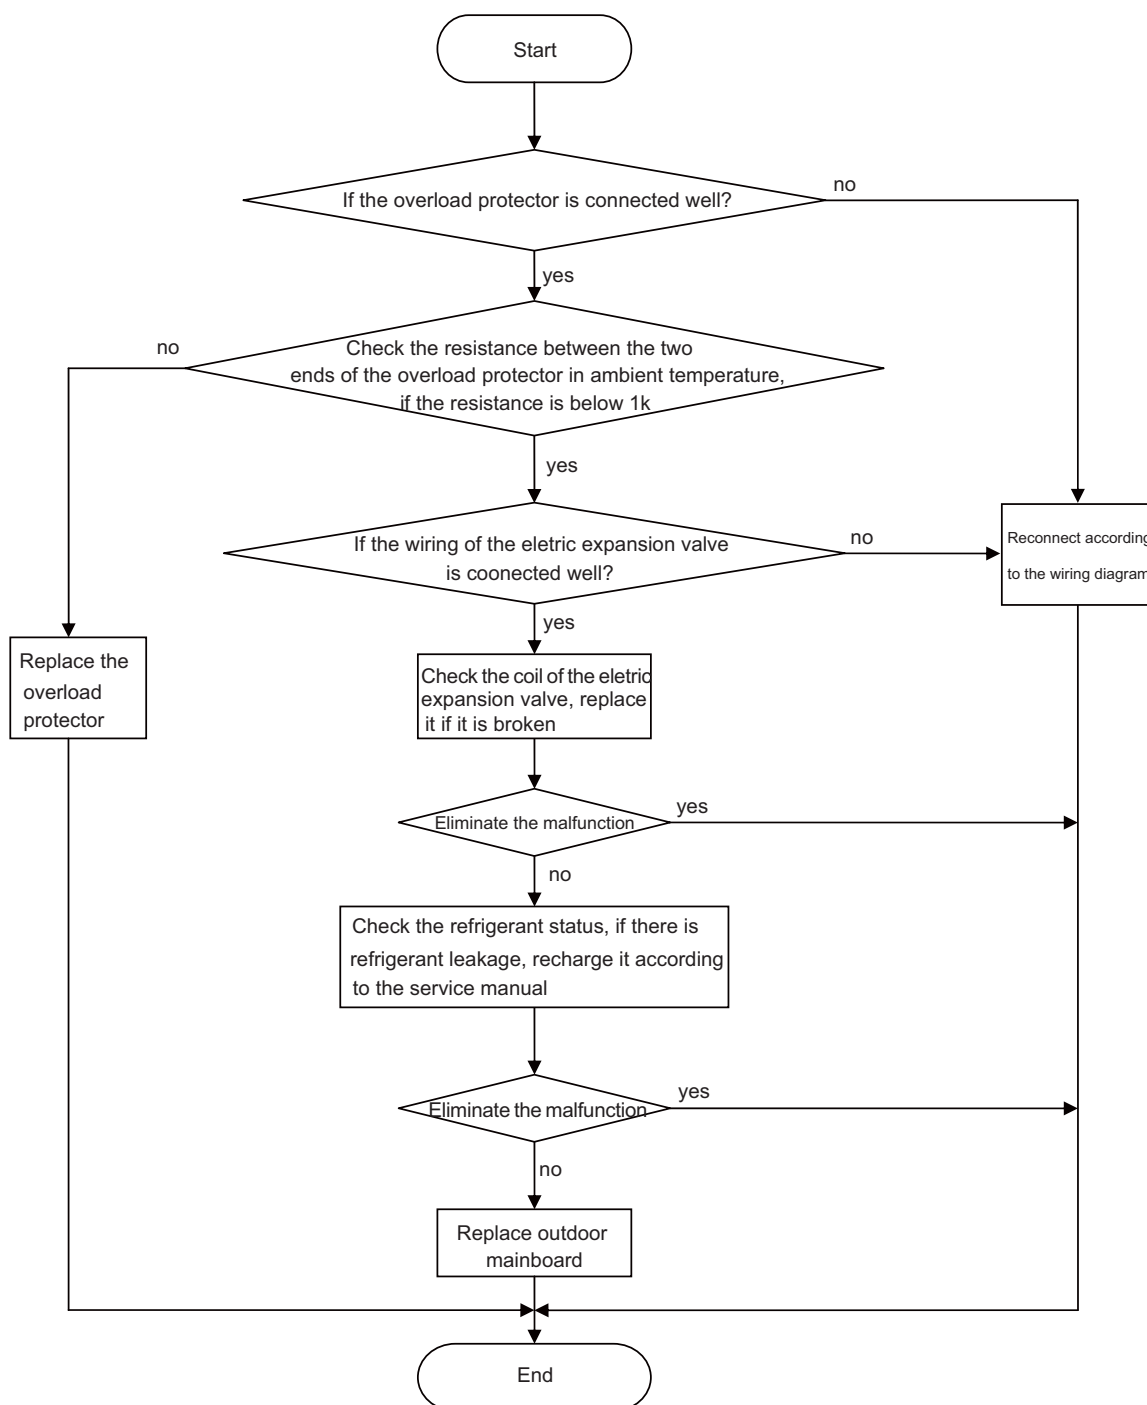 Start
If the overload protector is connected well?
no
yes
no
Check the resistance between the two
ends of the overload protector in ambient temperature,
if the resistance is below 1k
yes
If the wiring of the eletric expansion valve
is coonected well?
no
Reconnect according
to the wiring diagram
yes
Replace the
overload
protector
Check the coil of the eletric
expansion valve, replace
it if it is broken
Eliminate the malfunction
yes
no
Check the refrigerant status, if there is
refrigerant leakage, recharge it according
to the service manual
Eliminate the malfunction
yes
no
Replace outdoor
mainboard
End